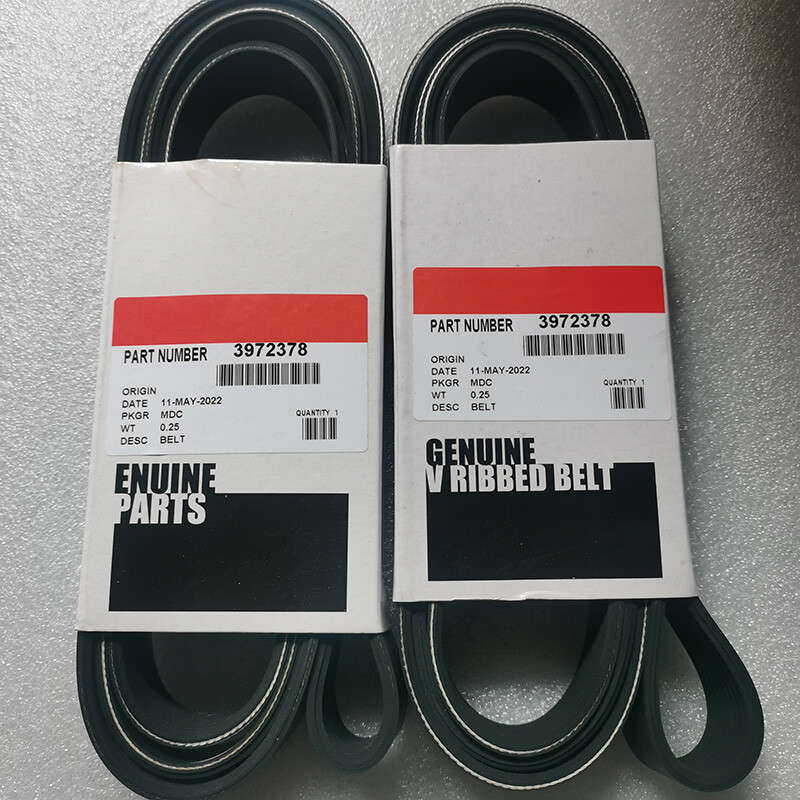 PART NUMBER 3972378
ORIGIN
DATE 11-MAY-2022
PKGR MDC
WT 0.25 QUANTITY 1
DESC BELT
ENUINE
PARTS
PART NUMBER 3972378
ORIGIN
DATE 11-MAY-2022
PKGR MDC
WT 0.25 QUANTITY 1
DESC BELT
GENUINE
V RIBBED BELT